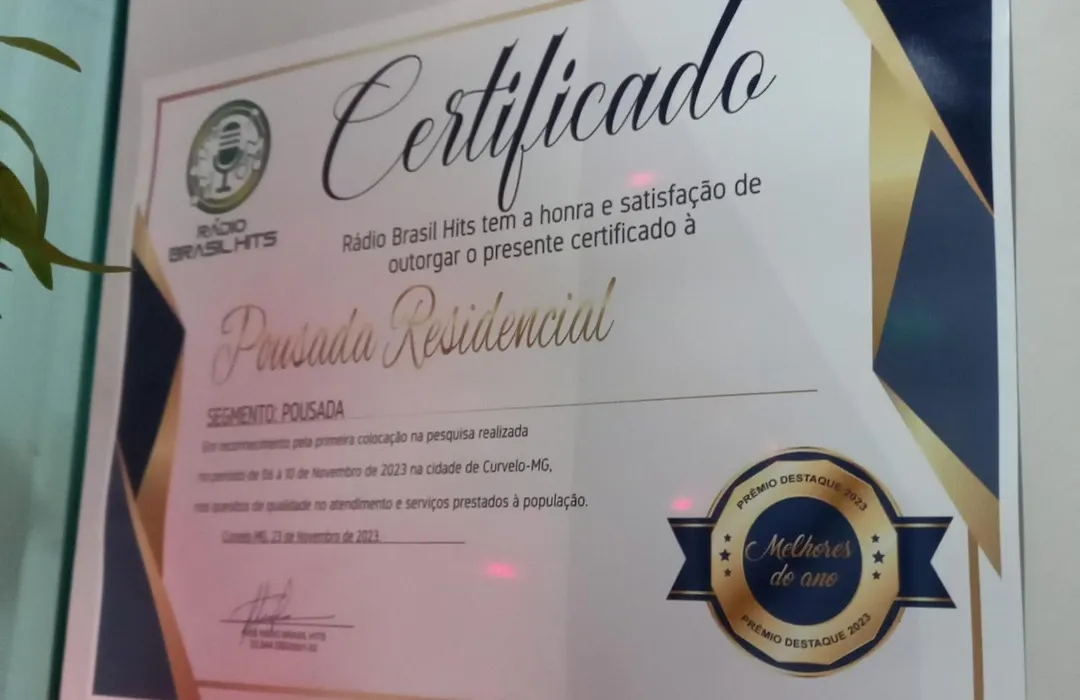 Certificado
RÁDIO
BRASIL HITS
Rádio Brasil Hits tem a honra e satisfação de
outorgar o presente certificado à
Pousada Residencial
SEGMENTO: POUSADA
Em reconhecimento pela primeira colocação na pesquisa realizada
no período de 06 a 10 de Novembro de 2023 na cidade de Curvelo-MG,
nos quesitos de qualidade no atendimento e serviços prestados à população.
Curvelo MG, 23 de Novembro de 2023
PRÊMIO DESTAQUE 2023
Melhores
do ano
PRÊMIO DESTAQUE 2023
RÁDIO BRASIL HITS